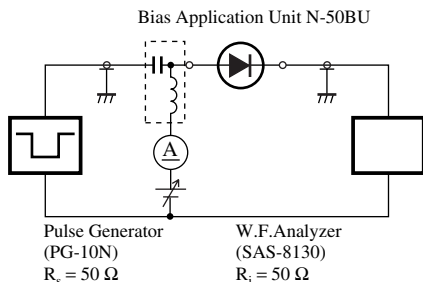 Bias Application Unit N-50BU
A
Pulse Generator
(PG-10N)
Rs = 50 Ω
W.F.Analyzer
(SAS-8130)
Ri = 50 Ω